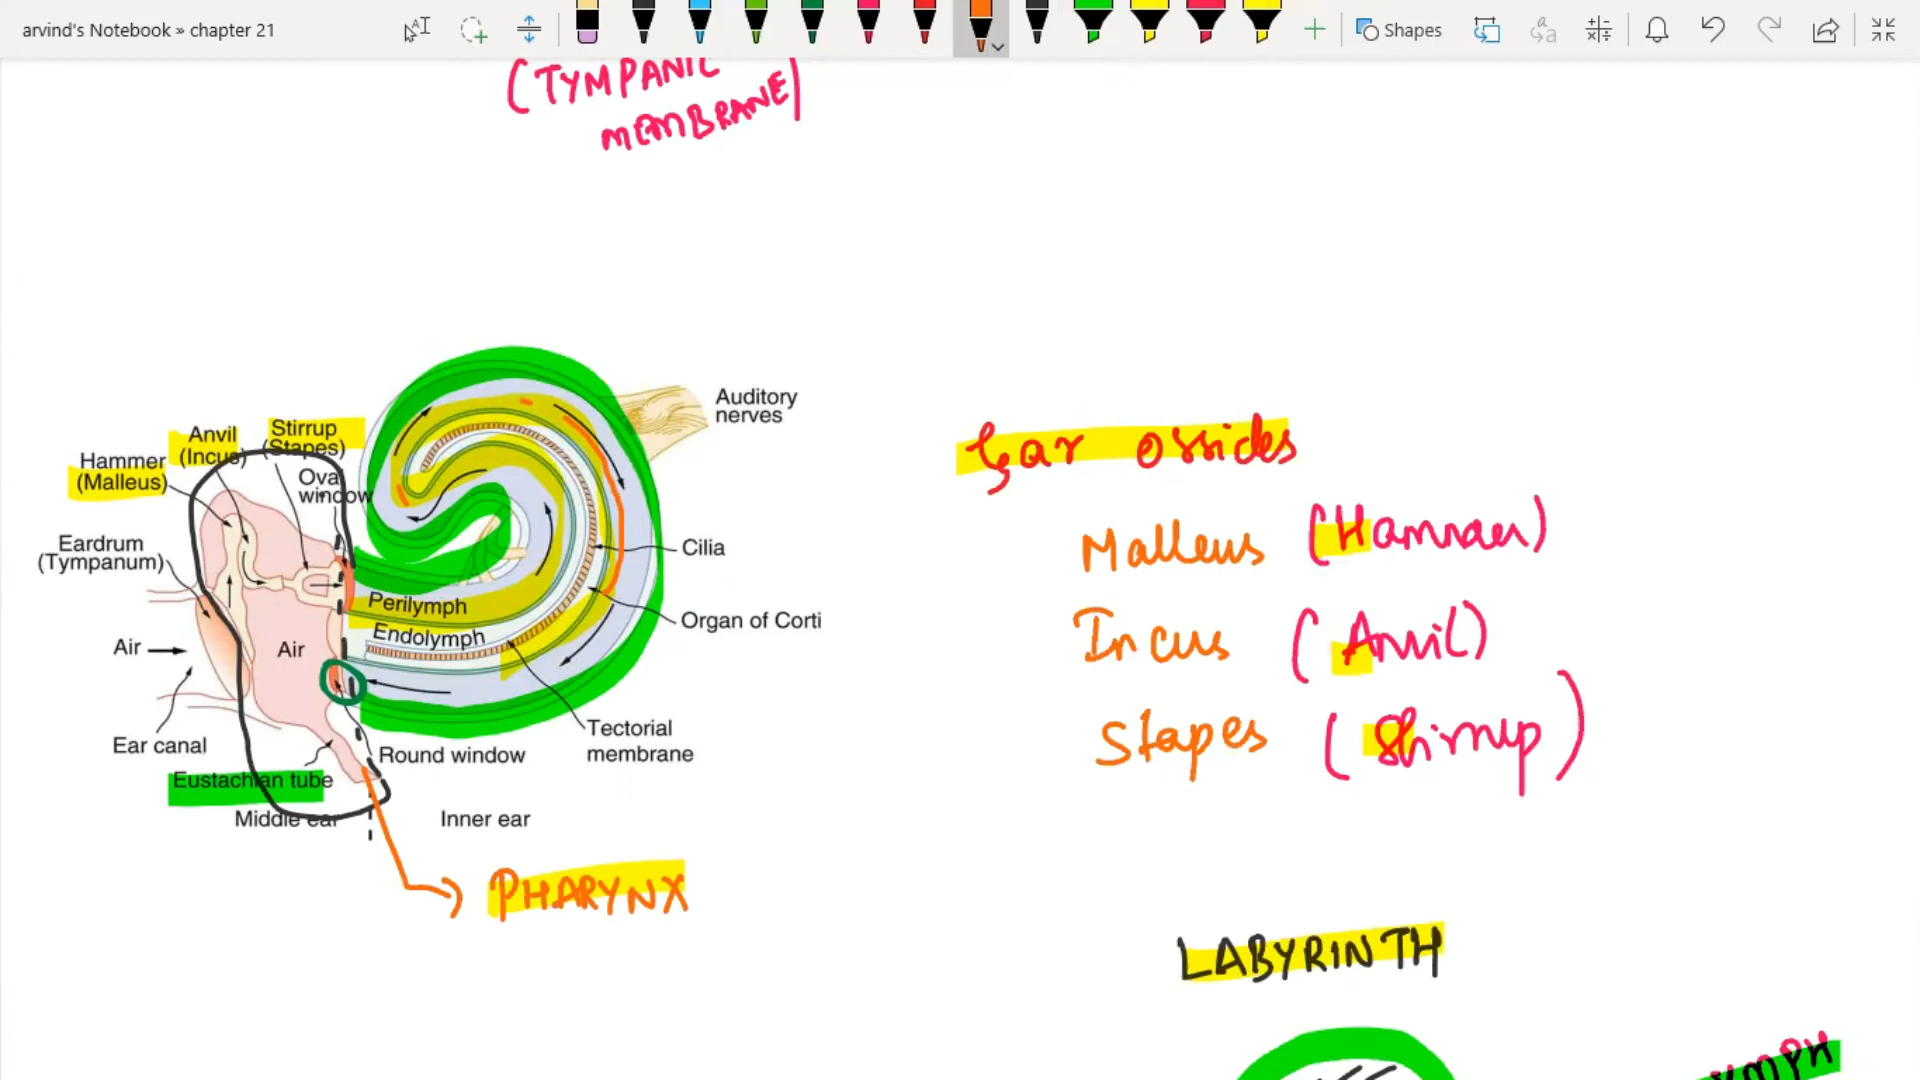 arvind's Notebook » chapter 21
Shapes
(TYMPANIC
MEMBRANE)
Auditory
nerves
Stirrup
(Stapes)
Anvil
(Incus)
Hammer
(Malleus)
Oval
window
Eardrum
(Tympanum)
Cilia
Perilymph
Endolymph
Organ of Corti
Air
Air
Tectorial
membrane
Ear canal
Round window
Eustachian tube
Middle ear
Inner ear
PHARYNX
Ear ossicles
Malleus (Hammer)
Incus (Anvil)
Stapes (Stirrup)
LABYRINTH